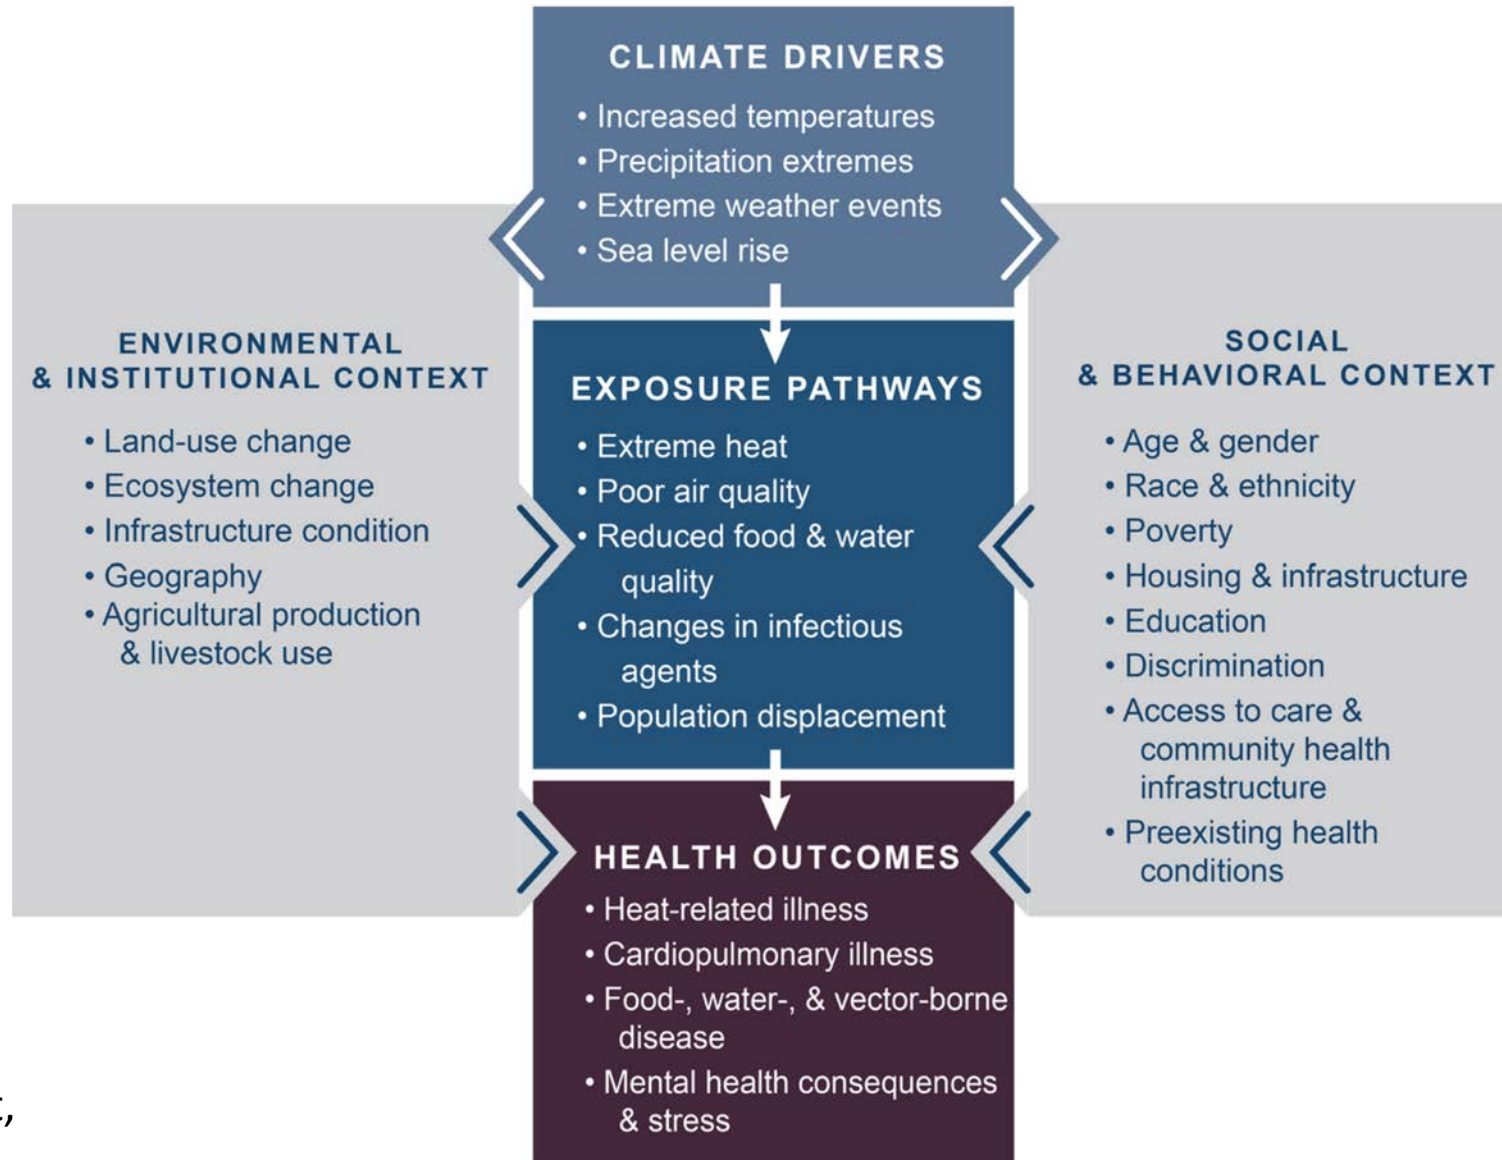 CLIMATE DRIVERS
• Increased temperatures
• Precipitation extremes
• Extreme weather events
• Sea level rise
ENVIRONMENTAL
& INSTITUTIONAL CONTEXT
• Land-use change
• Ecosystem change
• Infrastructure condition
• Geography
• Agricultural production
& livestock use
EXPOSURE PATHWAYS
• Extreme heat
• Poor air quality
• Reduced food & water
quality
• Changes in infectious
agents
• Population displacement
SOCIAL
& BEHAVIORAL CONTEXT
• Age & gender
• Race & ethnicity
• Poverty
• Housing & infrastructure
• Education
• Discrimination
• Access to care &
community health
infrastructure
• Preexisting health
conditions
HEALTH OUTCOMES
• Heat-related illness
• Cardiopulmonary illness
• Food-, water-, & vector-borne
disease
• Mental health consequences
& stress